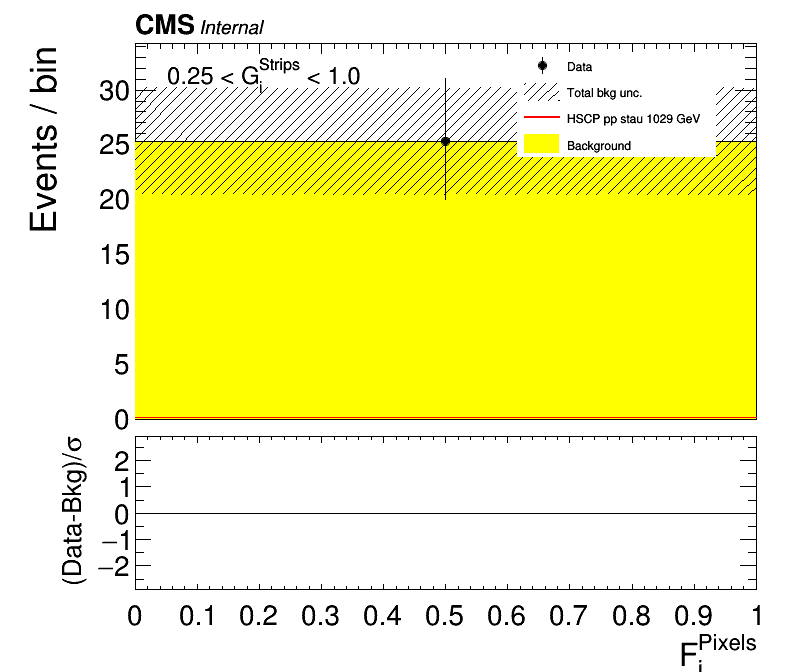 CMS Internal
Events / bin
0.25 < G_i^Strips < 1.0
Data
Total bkg unc.
HSCP pp stau 1029 GeV
Background
30
25
20
15
10
5
0
(Data-Bkg)/σ
2
1
0
−1
−2
0 0.1 0.2 0.3 0.4 0.5 0.6 0.7 0.8 0.9 1
F_i^Pixels